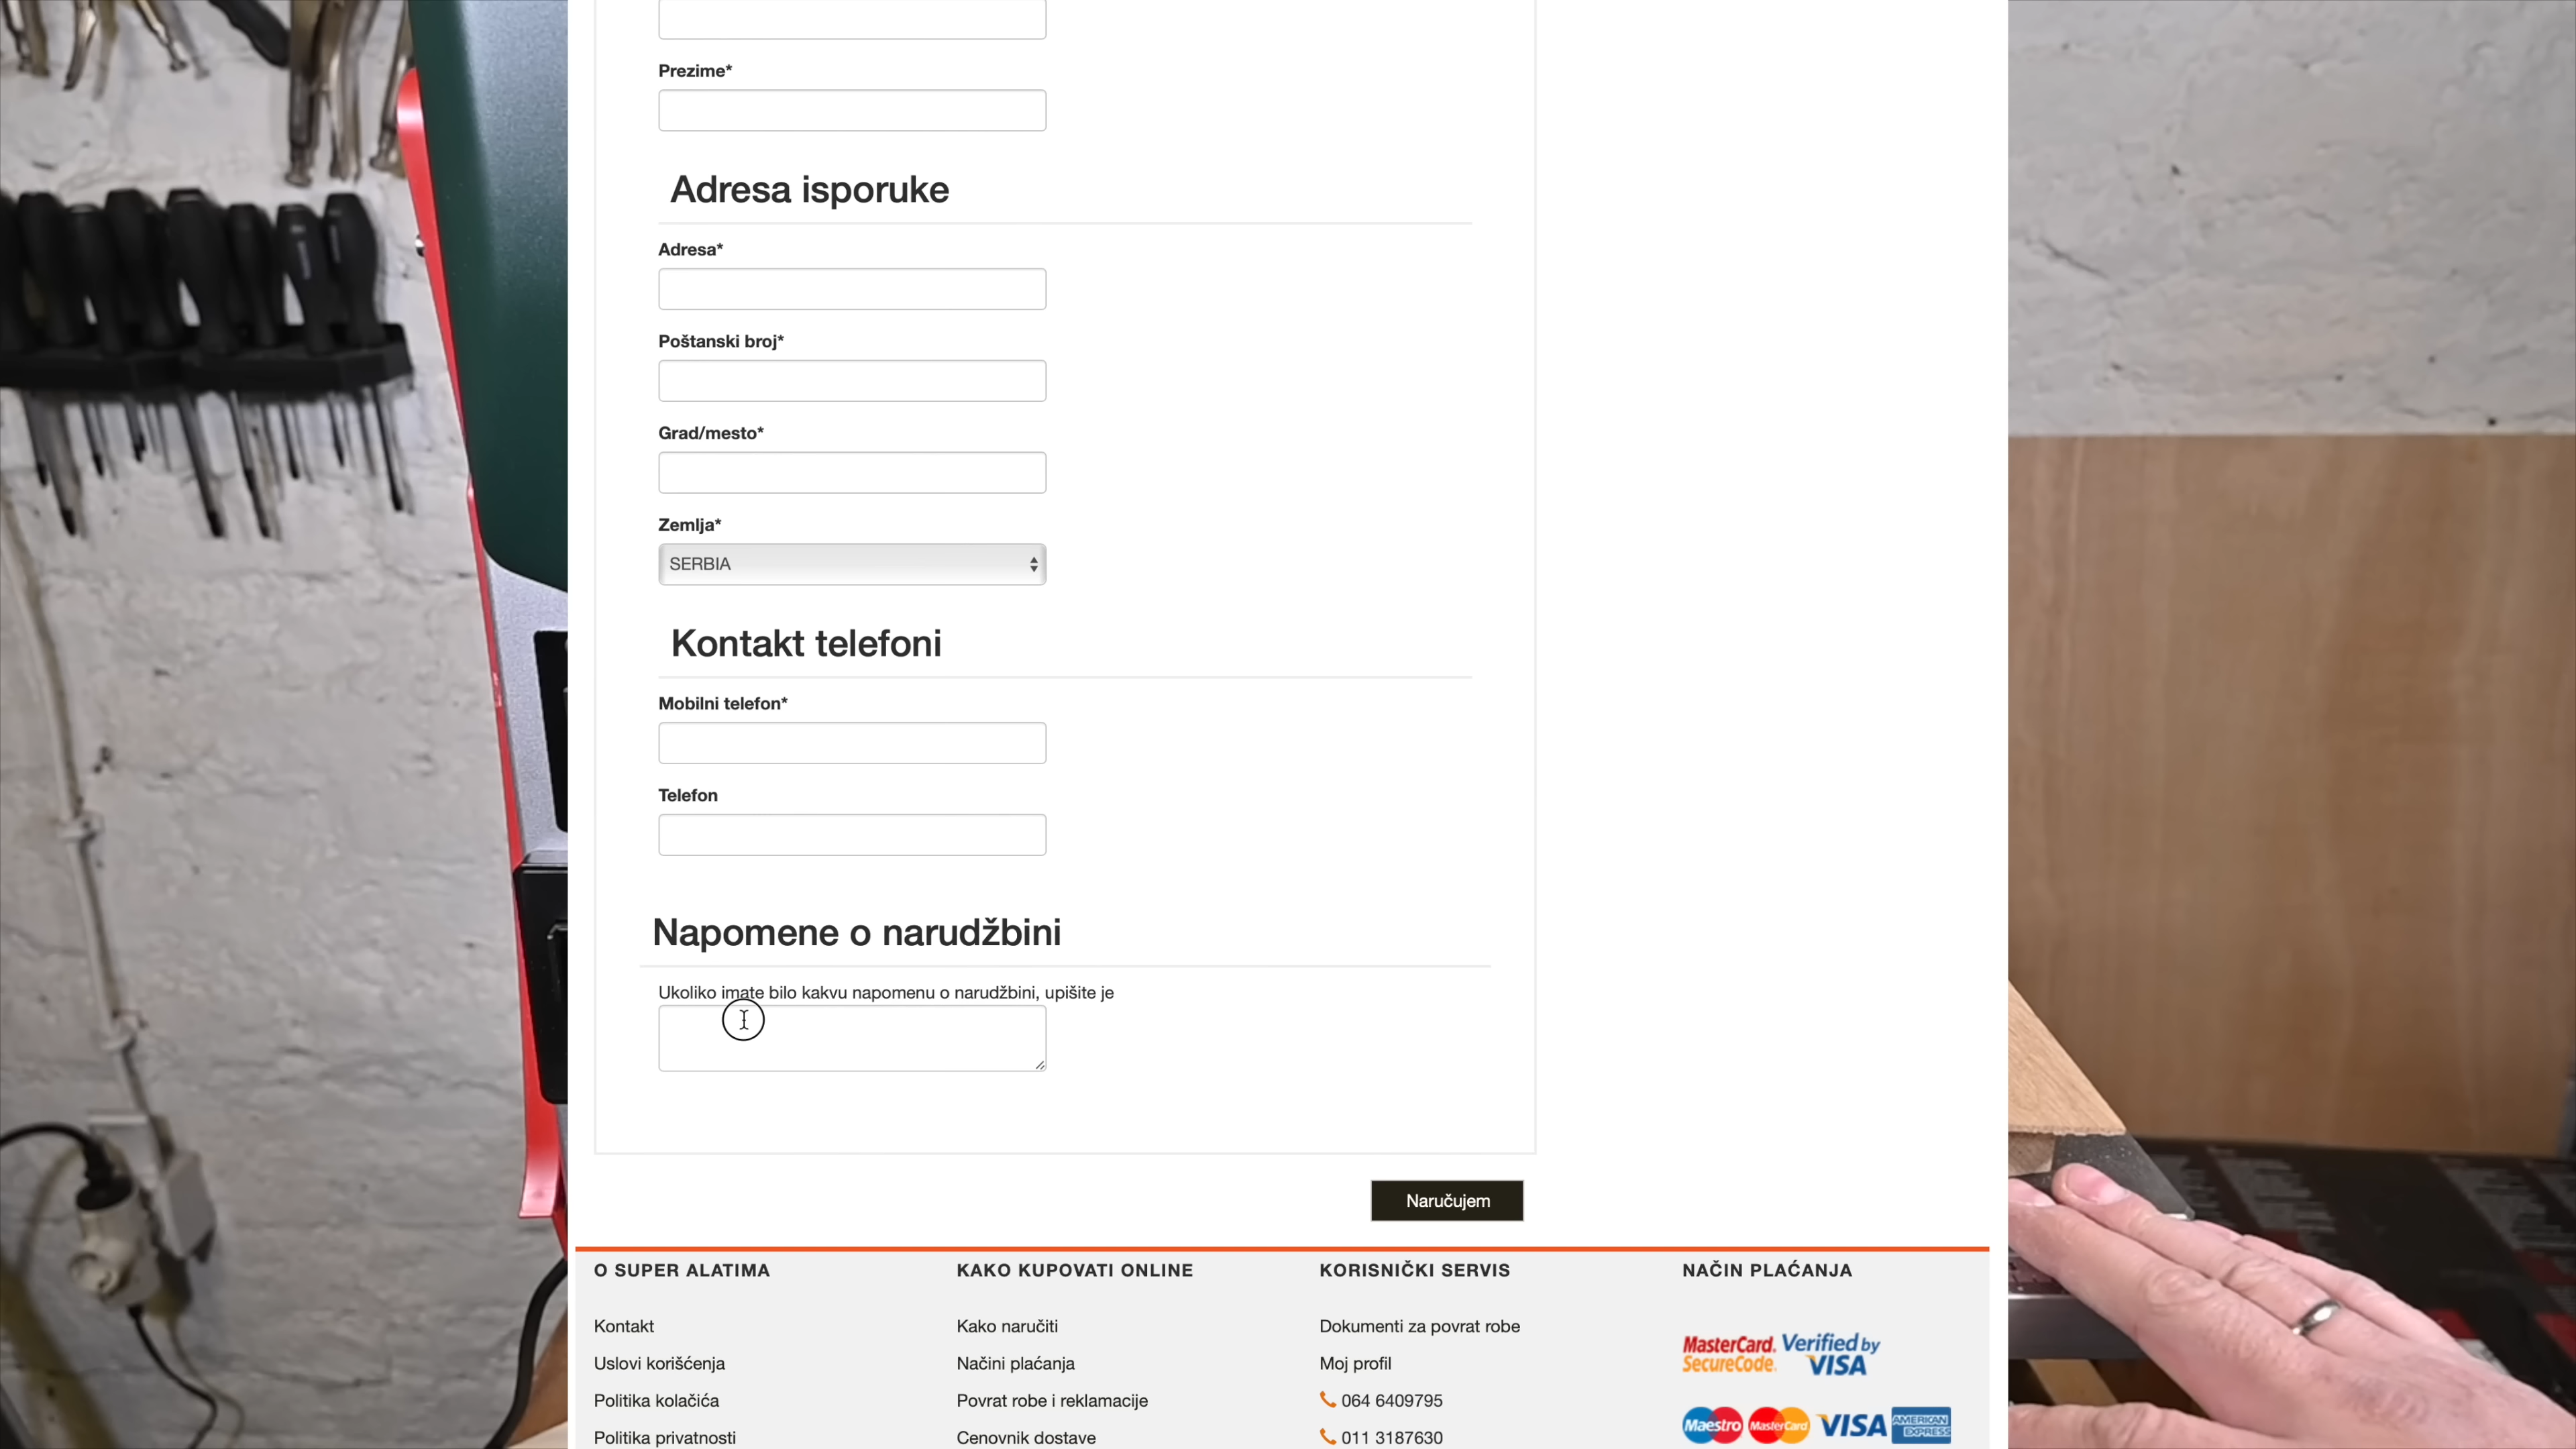 Prezime*
Adresa isporuke
Adresa*
Poštanski broj*
Grad/mesto*
Zemlja*
SERBIA
Kontakt telefoni
Mobilni telefon*
Telefon
Napomene o narudžbini
Ukoliko imate bilo kakvu napomenu o narudžbini, upišite je
Naručujem
O SUPER ALATIMA
Kontakt
Uslovi korišćenja
Politika kolačića
Politika privatnosti
KAKO KUPOVATI ONLINE
Kako naručiti
Načini plaćanja
Povrat robe i reklamacije
Cenovnik dostave
KORISNIČKI SERVIS
Dokumenti za povrat robe
Moj profil
064 6409795
011 3187630
NAČIN PLAĆANJA
MasterCard. SecureCode.
Verified by VISA
Maestro MasterCard VISA AMERICAN EXPRESS